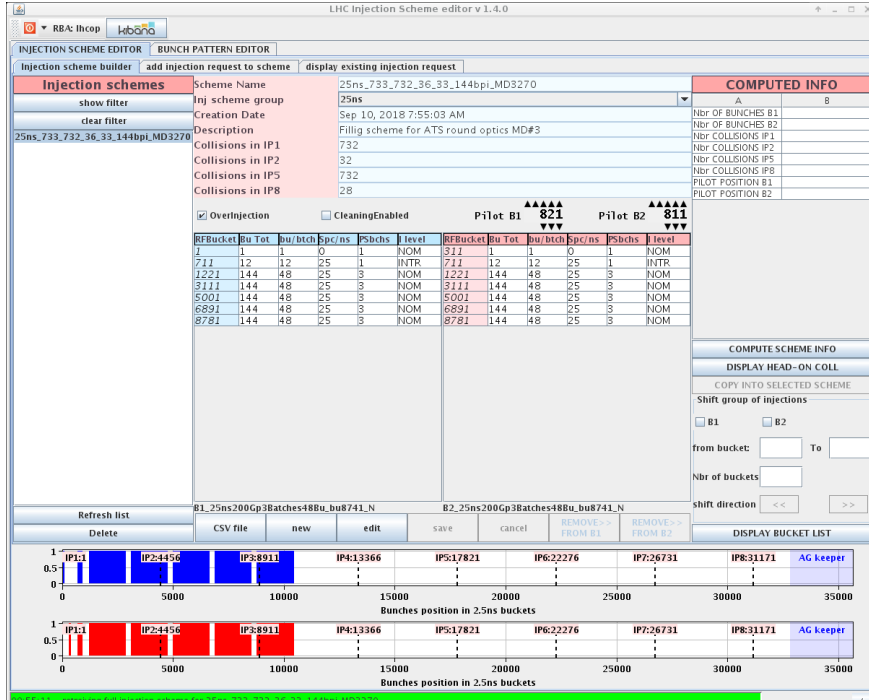 LHC Injection Scheme editor v 1.4.0
RBA: lhcop kibana
INJECTION SCHEME EDITOR BUNCH PATTERN EDITOR
Injection scheme builder add injection request to scheme display existing injection request
Injection schemes
show filter
clear filter
25ns_733_732_36_33_144bpi_MD3270
Refresh list
Delete
Scheme Name 25ns_733_732_36_33_144bpi_MD3270
Inj scheme group 25ns
Creation Date Sep 10, 2018 7:55:03 AM
Description Fillig scheme for ATS round optics MD#3
Collisions in IP1 732
Collisions in IP2 32
Collisions in IP5 732
Collisions in IP8 28
OverInjection CleaningEnabled Pilot B1 821 Pilot B2 811
RFBucket Bu Tot bu/btch Spc/ns PSbchs I level RFBucket Bu Tot bu/btch Spc/ns PSbchs I level
1 1 1 0 1 NOM 311 1 1 0 1 NOM
711 12 12 25 1 INTR 711 12 12 25 1 INTR
1221 144 48 25 3 NOM 1221 144 48 25 3 NOM
3111 144 48 25 3 NOM 3111 144 48 25 3 NOM
5001 144 48 25 3 NOM 5001 144 48 25 3 NOM
6891 144 48 25 3 NOM 6891 144 48 25 3 NOM
8781 144 48 25 3 NOM 8781 144 48 25 3 NOM
B1_25ns200Gp3Batches48Bu_bu8741_N B2_25ns200Gp3Batches48Bu_bu8741_N
CSV file new edit save cancel REMOVE>> FROM B1 REMOVE>> FROM B2
COMPUTED INFO
A B
Nbr OF BUNCHES B1
Nbr OF BUNCHES B2
Nbr COLLISIONS IP1
Nbr COLLISIONS IP2
Nbr COLLISIONS IP5
Nbr COLLISIONS IP8
PILOT POSITION B1
PILOT POSITION B2
COMPUTE SCHEME INFO
DISPLAY HEAD-ON COLL
COPY INTO SELECTED SCHEME
Shift group of injections
B1 B2
from bucket: To
Nbr of buckets
shift direction << >>
DISPLAY BUCKET LIST
1 IP1:1 IP2:4456 IP3:8911 IP4:13366 IP5:17821 IP6:22276 IP7:26731 IP8:31171 AG keeper
0.5
0
0 5000 10000 15000 20000 25000 30000 35000
Bunches position in 2.5ns buckets
1 IP1:1 IP2:4456 IP3:8911 IP4:13366 IP5:17821 IP6:22276 IP7:26731 IP8:31171 AG keeper
0.5
0
0 5000 10000 15000 20000 25000 30000 35000
Bunches position in 2.5ns buckets